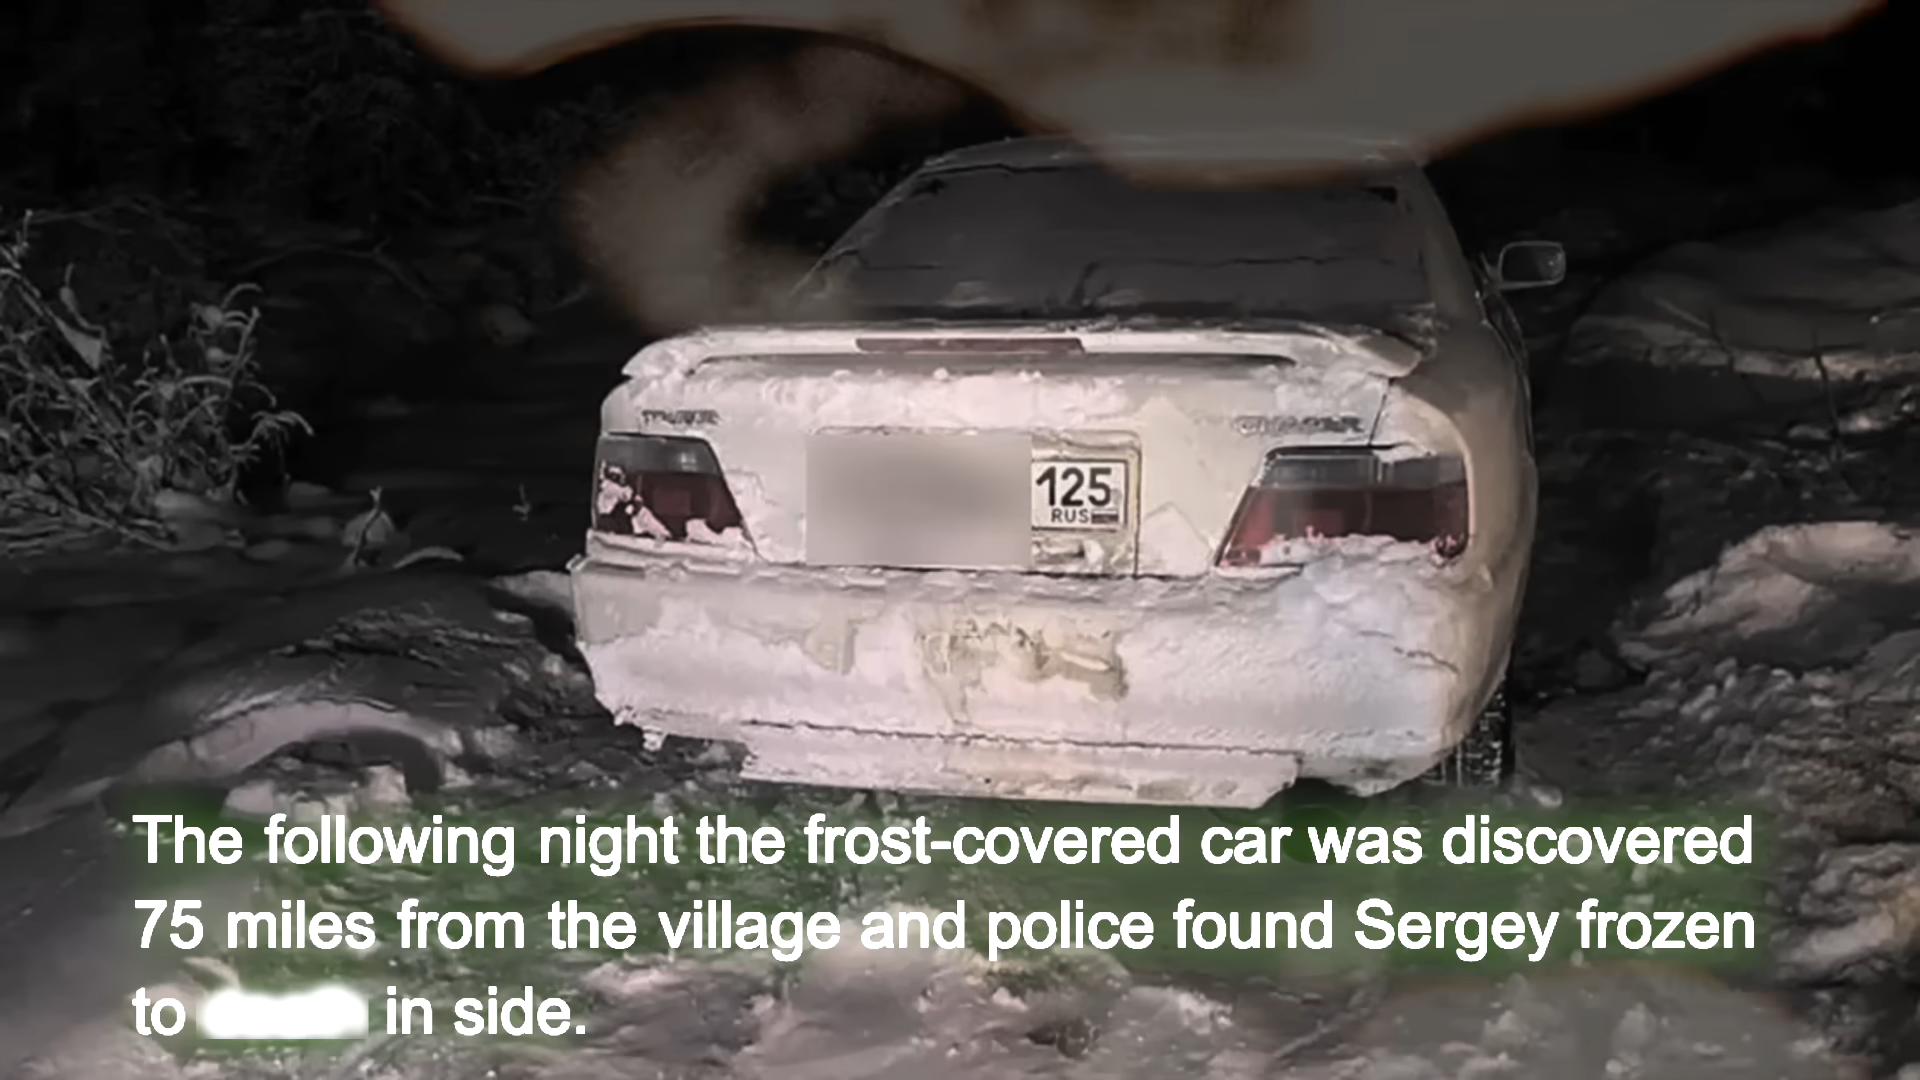 125
RUS
The following night the frost-covered car was discovered
75 miles from the village and police found Sergey frozen
to in side.